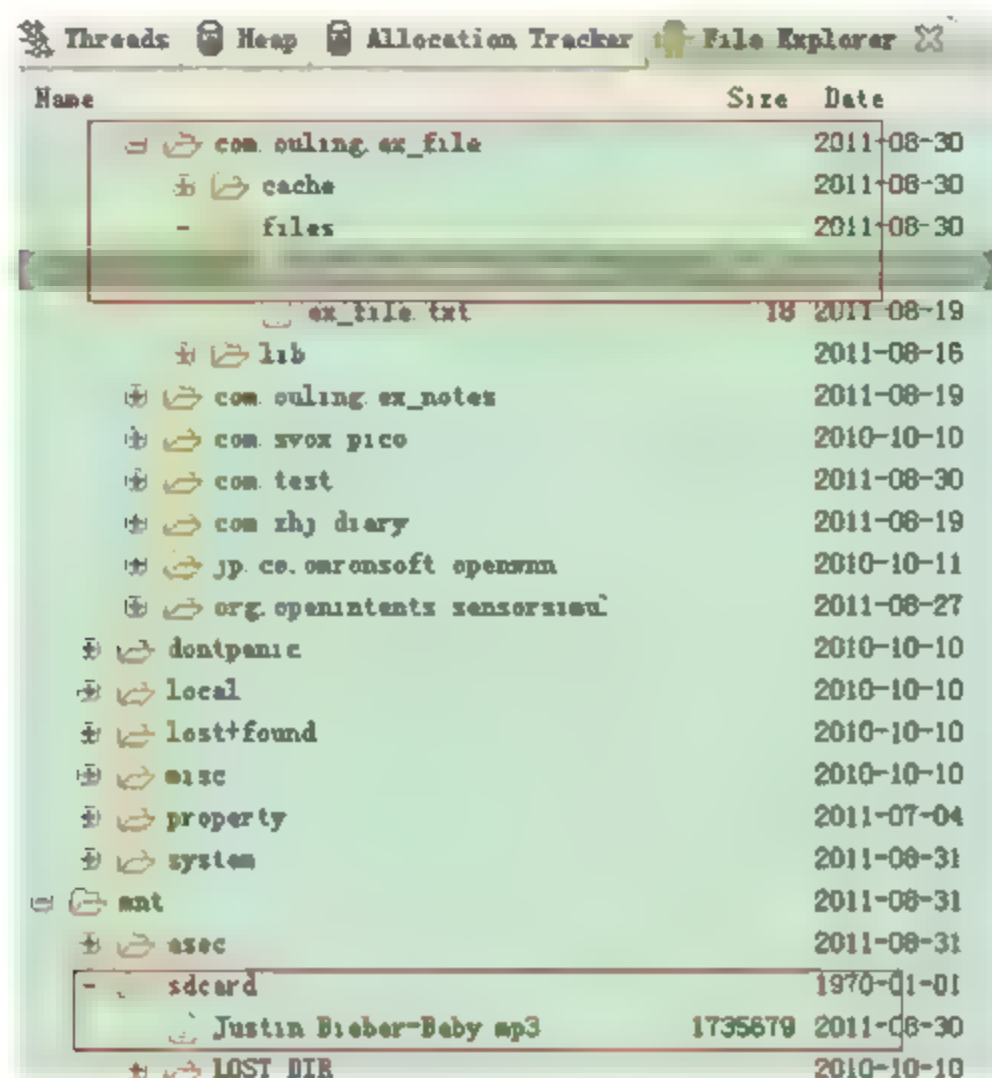 Threads Heap Allocation Tracker File Explorer
Name Size Date
com.ouling.ex_file 2011-08-30
cache 2011-08-30
files 2011-08-30
ex_file.txt 18 2011-08-19
lib 2011-08-16
com.ouling.ex_notes 2011-08-19
com.svox.pico 2010-10-10
com.test 2011-08-30
com.zhj.diary 2011-08-19
jp.co.omronsoft.openwnn 2010-10-11
org.openintents.sensorsimul 2011-08-27
dontpanic 2010-10-10
local 2010-10-10
lost+found 2010-10-10
misc 2010-10-10
property 2011-07-04
system 2011-08-31
mnt 2011-08-31
asec 2011-08-31
sdcard 1970-01-01
Justin Bieber-Baby.mp3 1735679 2011-08-30
LOST.DIR 2010-10-10